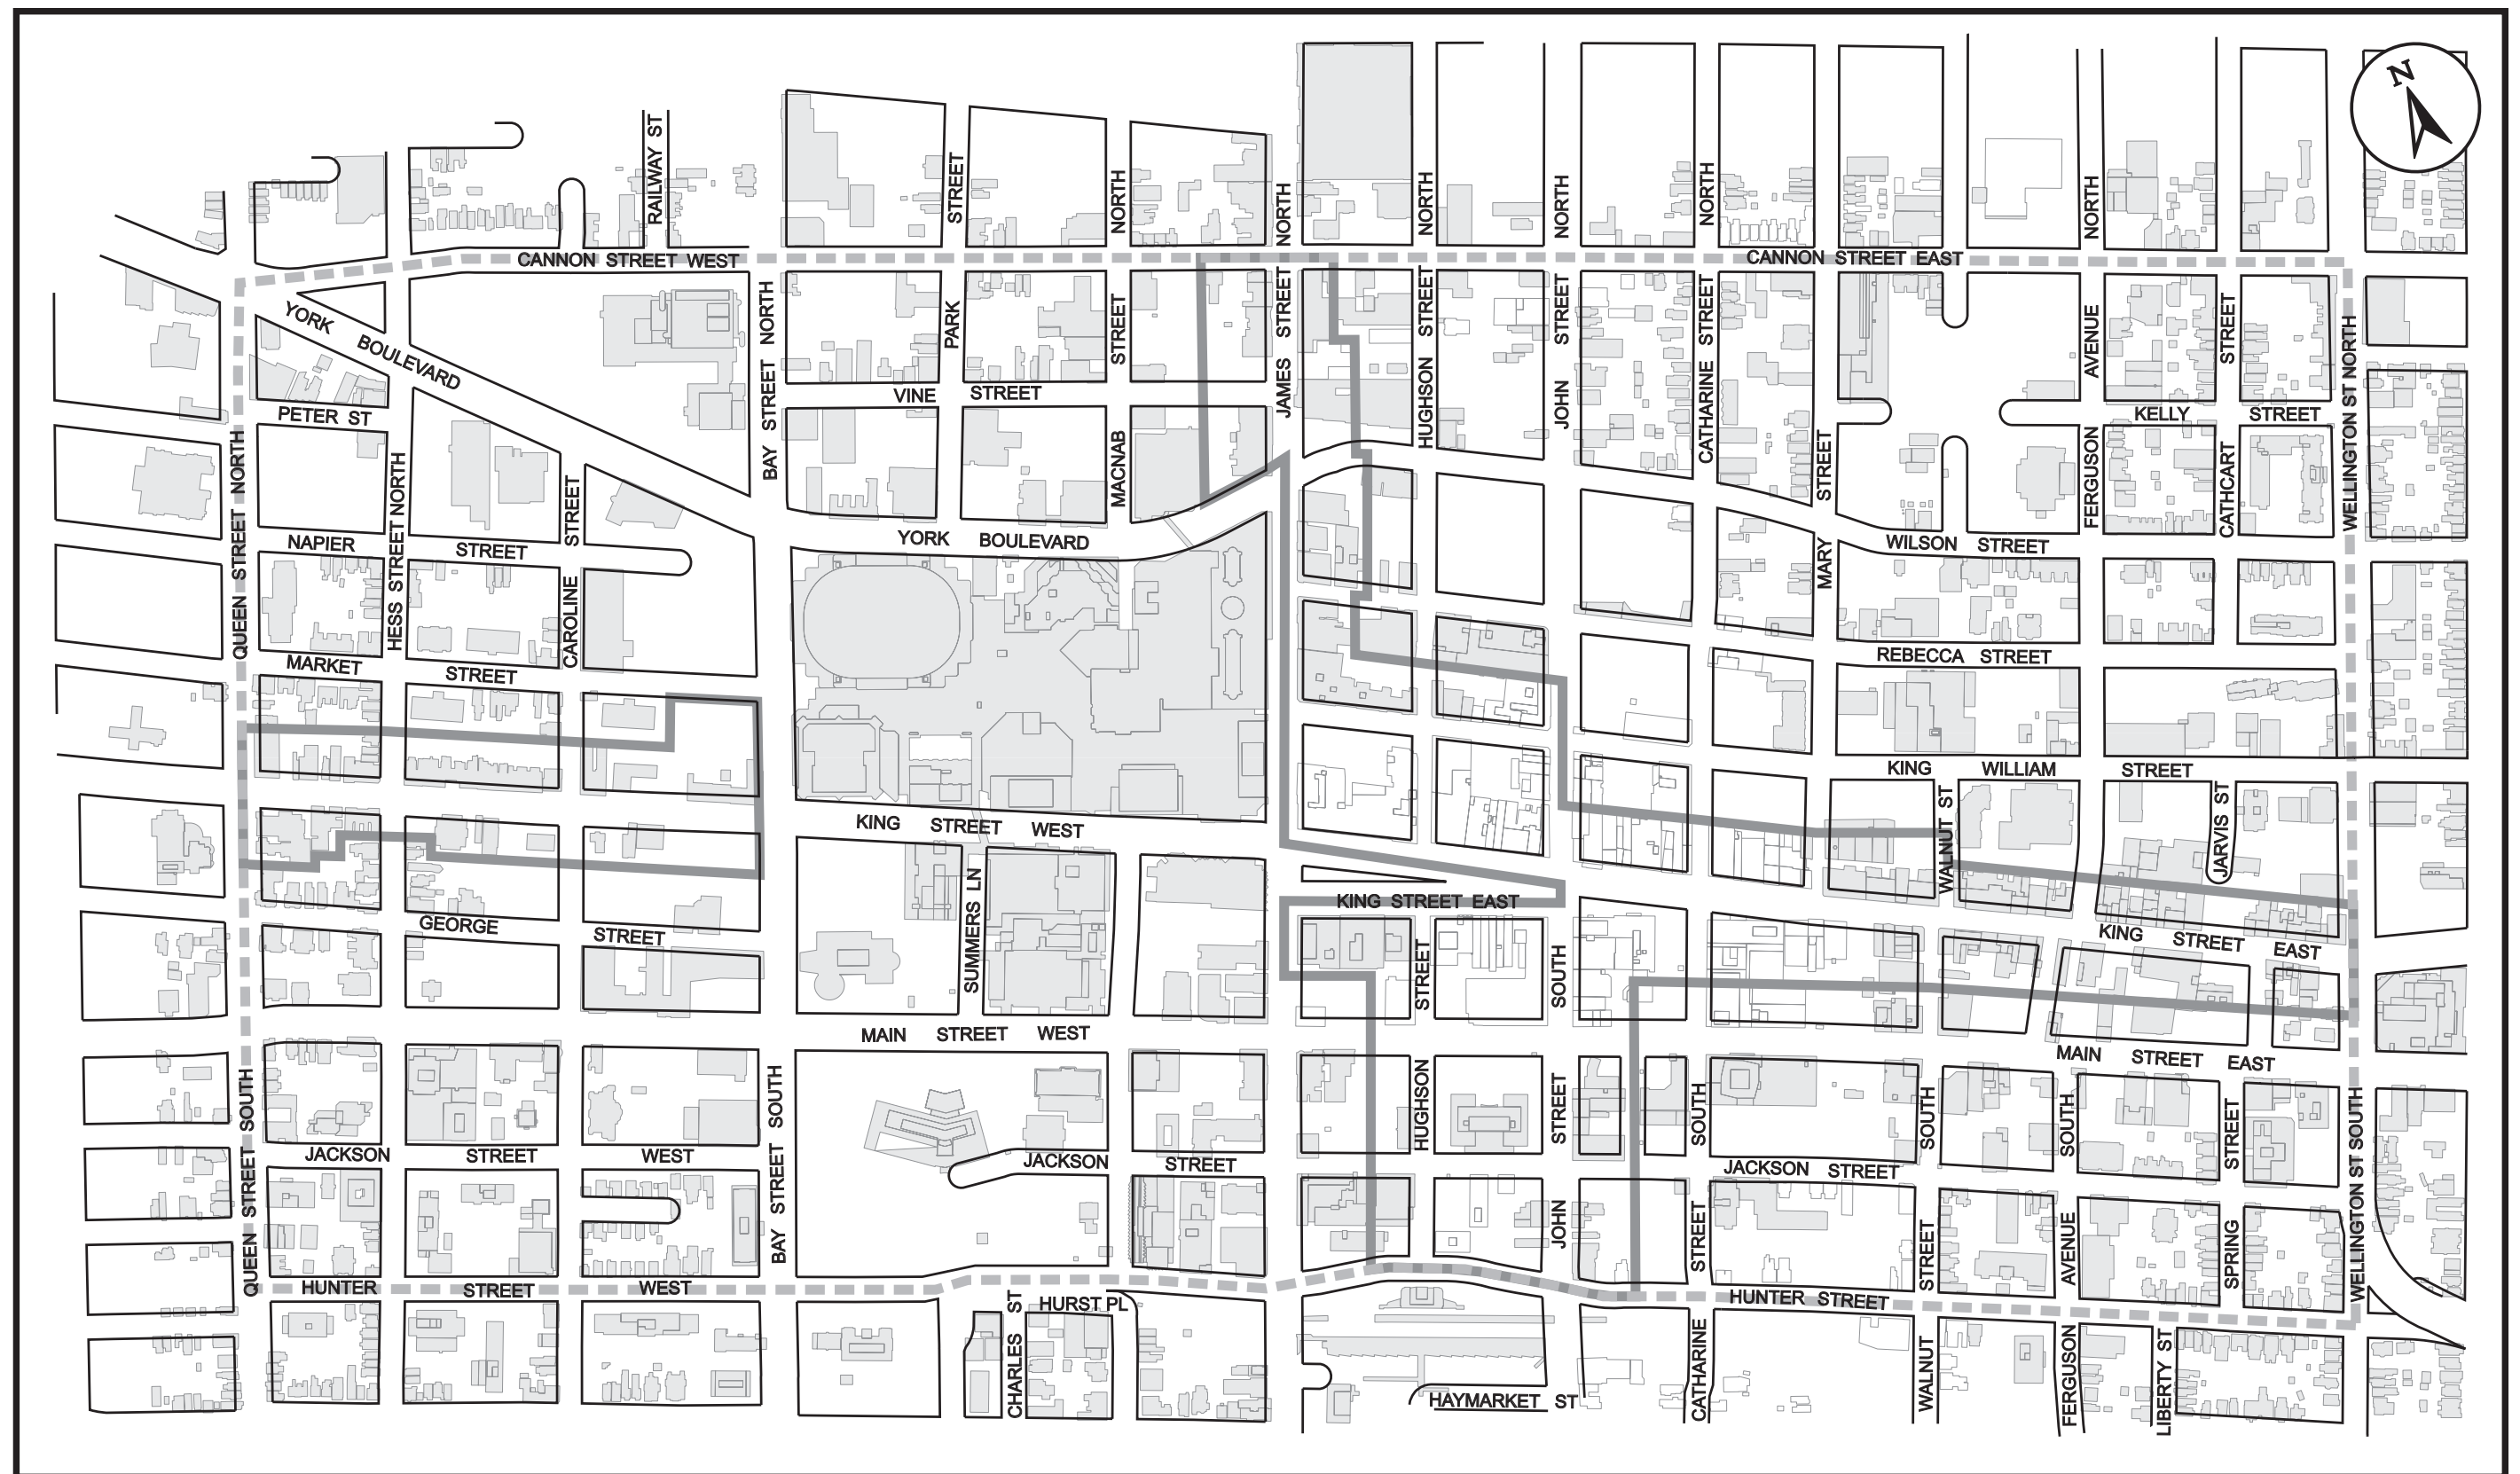 N
RAILWAY ST
STREET
NORTH
NORTH
NORTH
NORTH
NORTH
NORTH
CANNON STREET WEST
CANNON STREET EAST
YORK BOULEVARD
BAY STREET NORTH
PARK
STREET
JAMES STREET
HUGHSON STREET
JOHN STREET
CATHARINE STREET
AVENUE
STREET
WELLINGTON ST NORTH
VINE STREET
PETER ST
KELLY STREET
QUEEN STREET NORTH
HESS STREET NORTH
MACNAB
STREET
FERGUSON
CATHCART
CAROLINE STREET
NAPIER STREET
YORK BOULEVARD
MARY
WILSON STREET
MARKET STREET
REBECCA STREET
KING WILLIAM STREET
WALNUT ST
JARVIS ST
KING STREET WEST
SUMMERS LN
KING STREET EAST
GEORGE STREET
STREET
SOUTH
KING STREET EAST
MAIN STREET WEST
MAIN STREET EAST
QUEEN STREET SOUTH
BAY STREET SOUTH
HUGHSON
STREET
SOUTH
SOUTH
SOUTH
STREET
WELLINGTON ST SOUTH
JACKSON STREET WEST
JACKSON STREET
JACKSON STREET
JOHN
STREET
STREET
AVENUE
SPRING
HUNTER STREET WEST
CHARLES ST
HURST PL
HUNTER STREET
CATHARINE
WALNUT
FERGUSON
LIBERTY ST
HAYMARKET ST